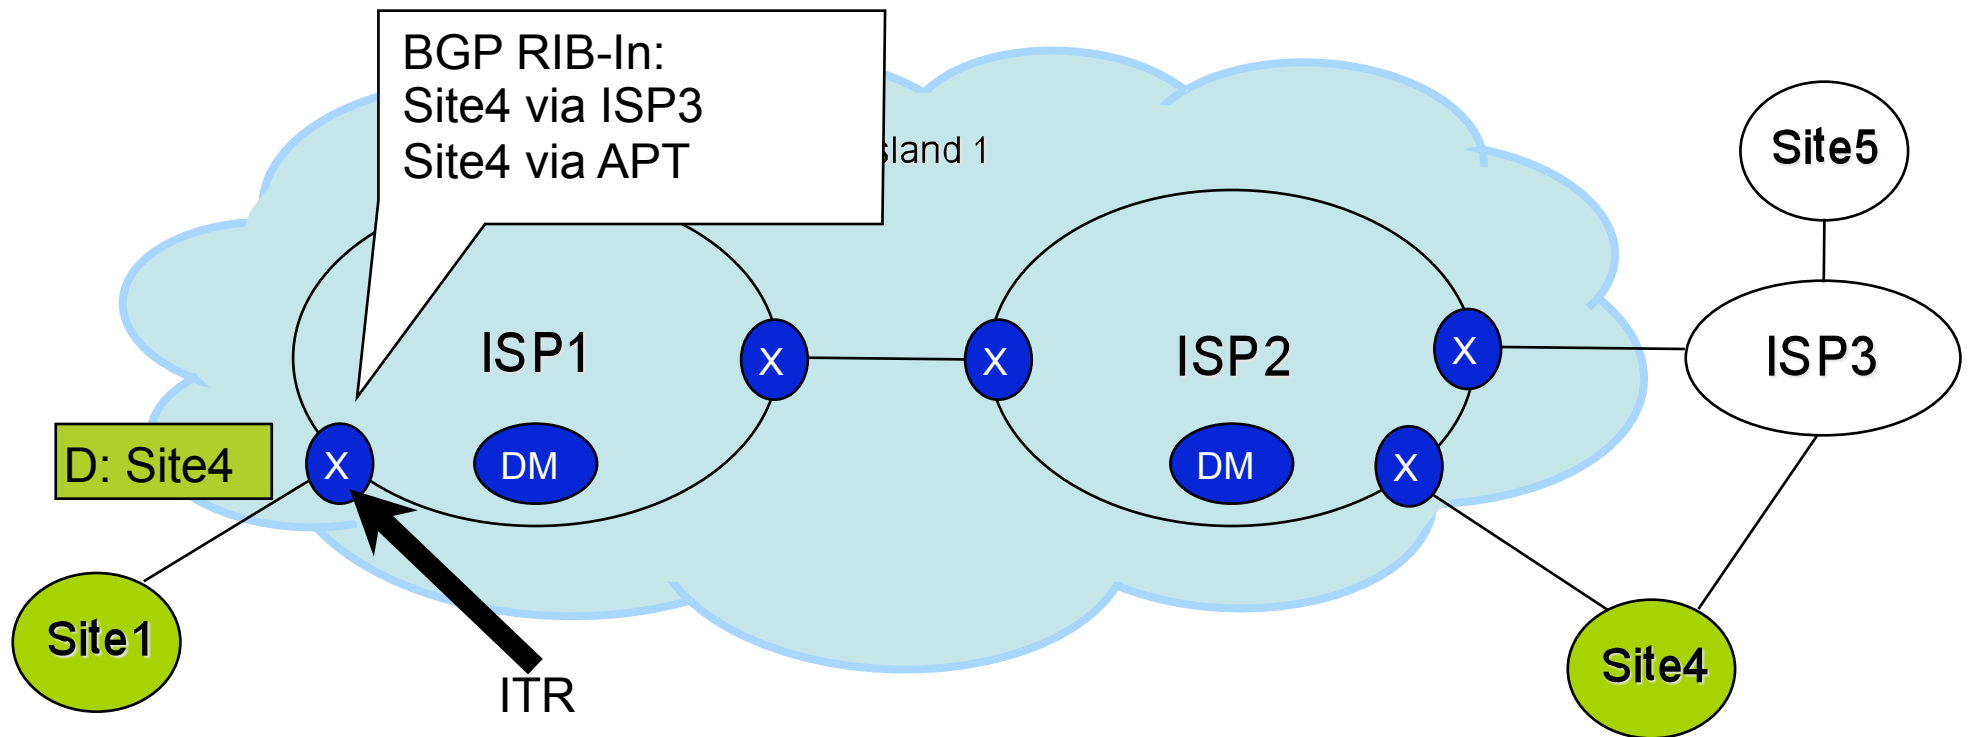 BGP RIB-In:
Site4 via ISP3
Site4 via APT
sland 1
Site5
ISP1
ISP2
ISP3
X
X
X
D: Site4
X
DM
DM
X
Site1
Site4
ITR